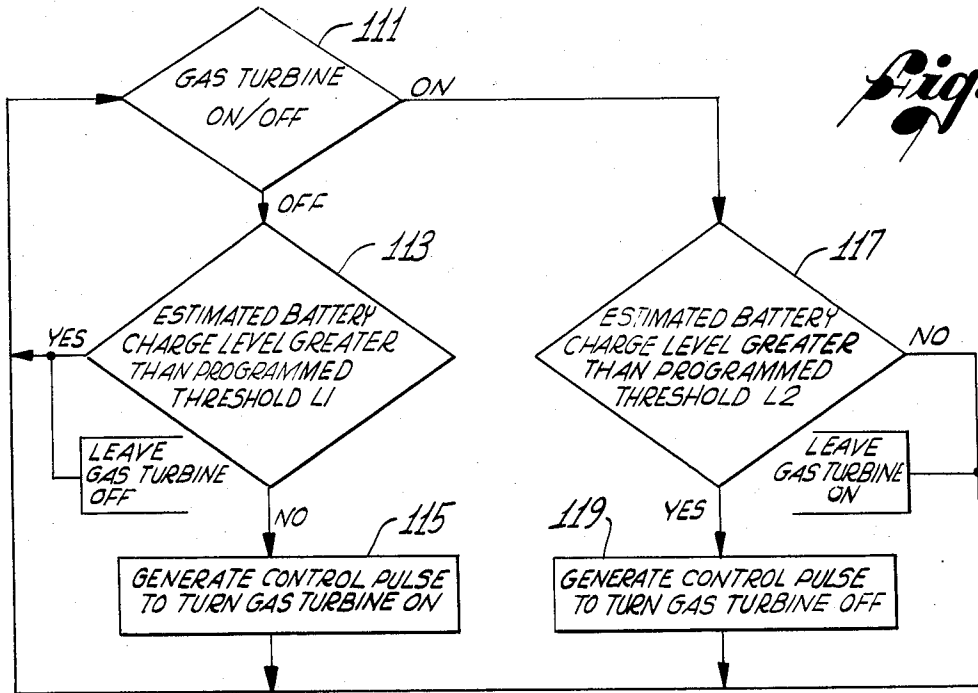 111
GAS TURBINE
ON/OFF
ON
Fig.
OFF
113
117
ESTIMATED BATTERY
CHARGE LEVEL GREATER
THAN PROGRAMMED
THRESHOLD L1
YES
ESTIMATED BATTERY
CHARGE LEVEL GREATER
THAN PROGRAMMED
THRESHOLD L2
NO
LEAVE
GAS TURBINE
OFF
LEAVE
GAS TURBINE
ON
NO
115
YES
119
GENERATE CONTROL PULSE
TO TURN GAS TURBINE ON
GENERATE CONTROL PULSE
TO TURN GAS TURBINE OFF